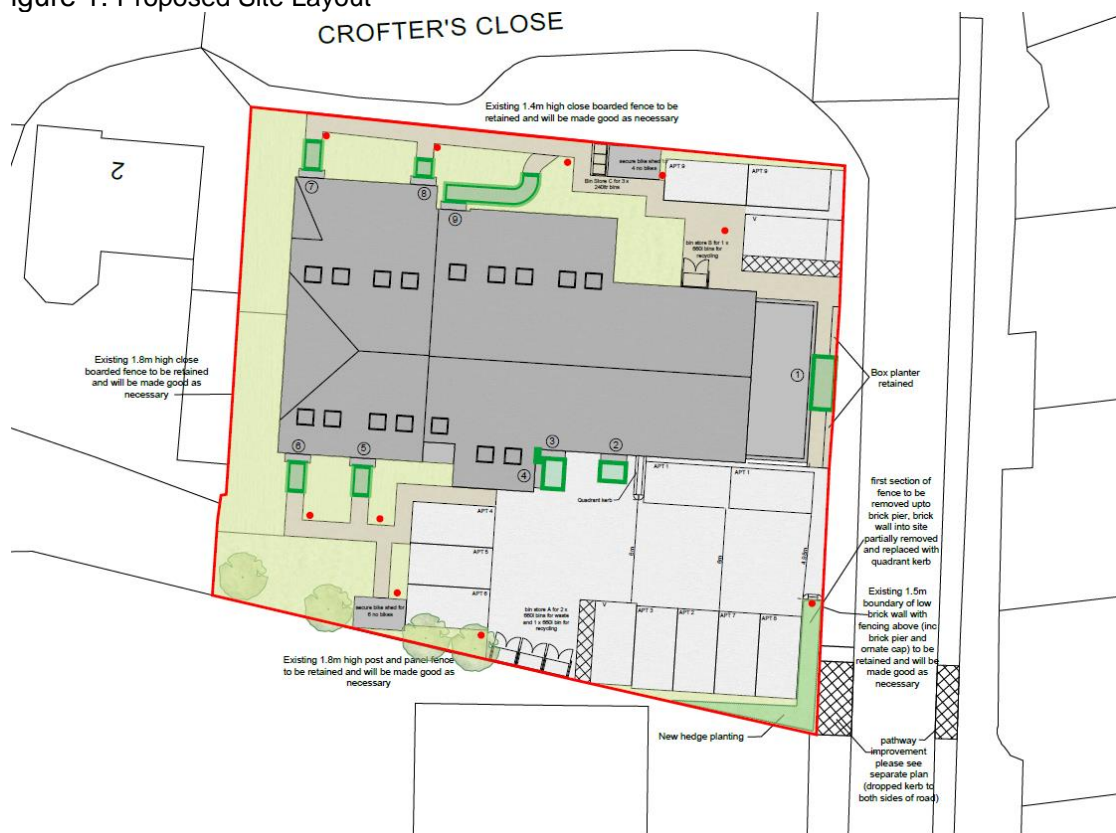 igure 1: Proposed Site Layout
CROFTER'S CLOSE
Existing 1.4m high close boarded fence to be
retained and will be made good as necessary
2
7
8
9
Bin Store C for 3 x
240ltr bins
secure bike shed for
4 no bikes
APT 9
V
bin store B for 1 x
660l bins for
recycling
Existing 1.8m high close
boarded fence to be retained
and will be made good as
necessary
1
Box planter
retained
6
5
4
3
2
Quadrant kerb
APT 1
APT 1
APT 4
APT 5
APT 6
6m
6m
first section of
fence to be
removed upto
brick pier, brick
wall into site
partially removed
and replaced with
quadrant kerb
secure bike shed for
6 no bikes
bin store A for 2 x
660l bins for waste
and 1 x 660l bin for
recycling
V
APT 3
APT 2
APT 7
APT 8
Existing 1.5m
boundary of low
brick wall with
fencing above (inc
brick pier and
ornate cap) to be
retained and will be
made good as
necessary
Existing 1.8m high post and panel fence
to be retained and will be made good as
necessary
New hedge planting
pathway
improvement
please see
separate plan
(dropped kerb to
both sides of road)